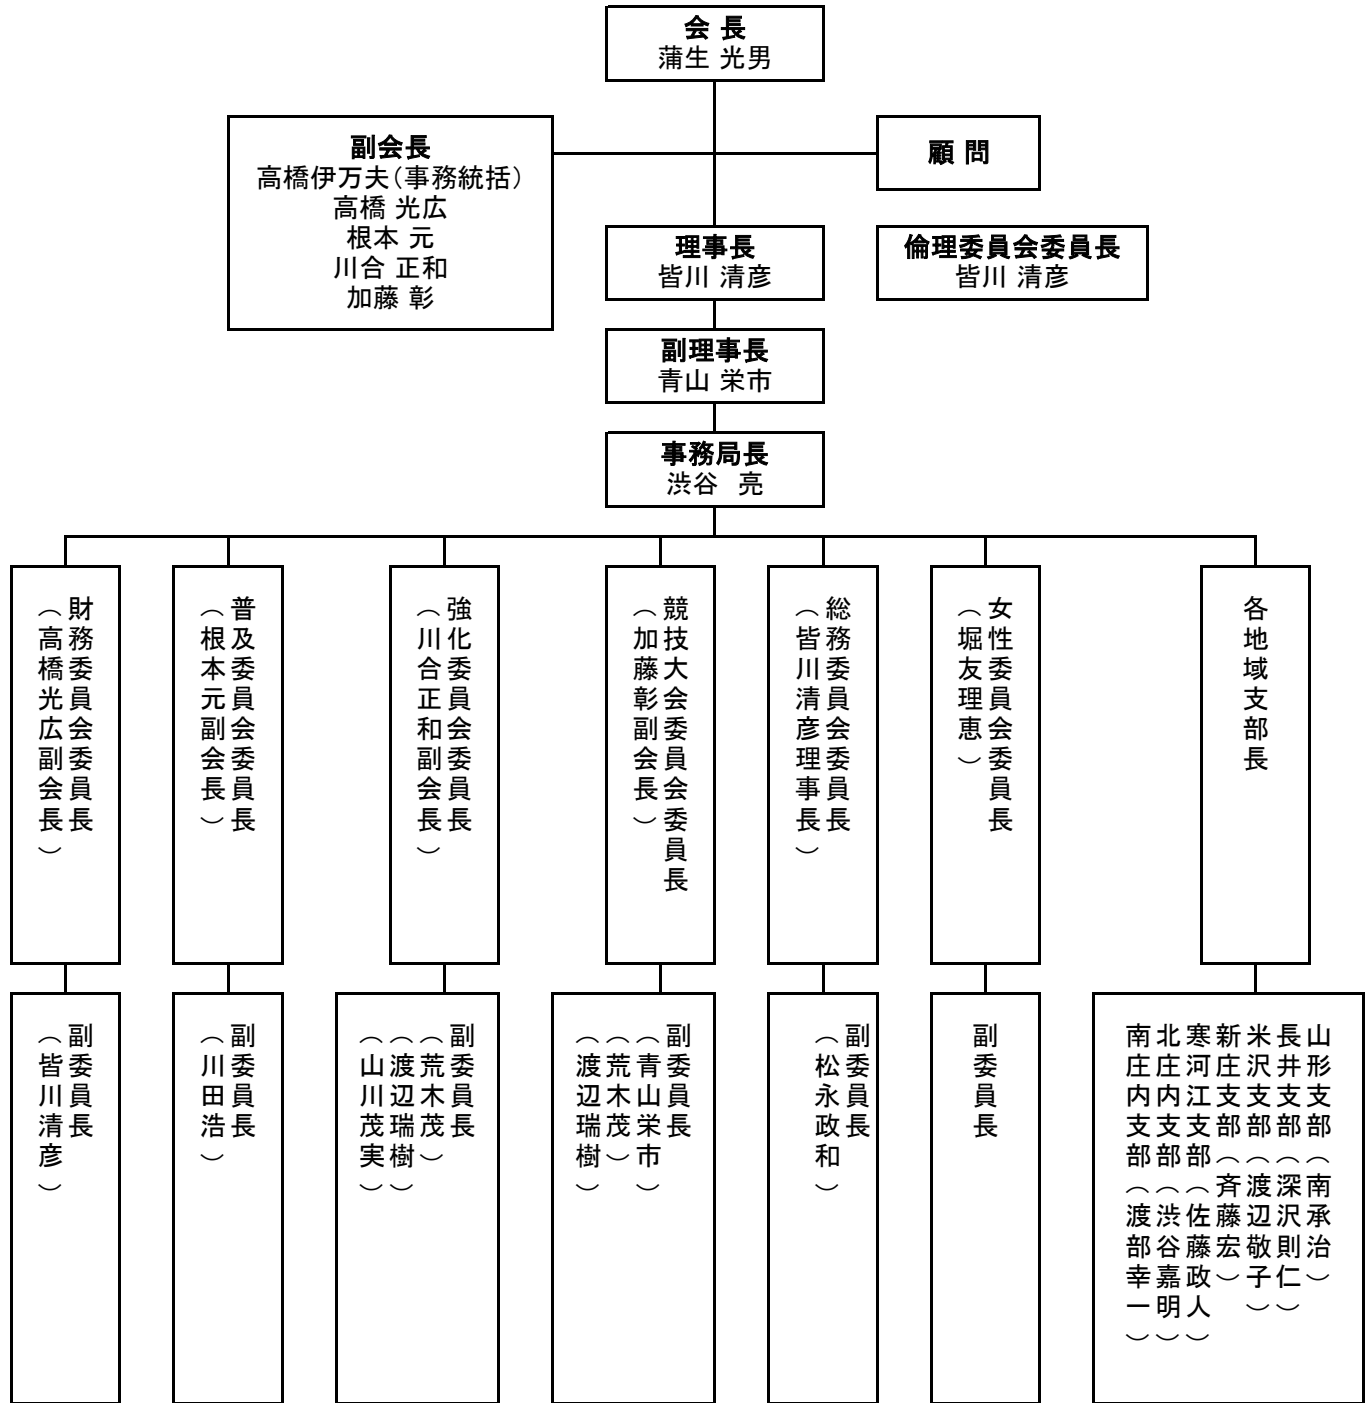 会 長
蒲生 光男
副会長
高橋伊万夫(事務統括)
高橋 光広
根本 元
川合 正和
加藤 彰
顧 問
理事長
皆川 清彦
倫理委員会委員長
皆川 清彦
副理事長
青山 栄市
事務局長
渋谷 亮
財務委員会委員長
(高橋光広副会長)
普及委員会委員長
(根本元副会長)
強化委員会委員長
(川合正和副会長)
競技大会委員会委員長
(加藤彰副会長)
総務委員会委員長
(皆川清彦理事長)
女性委員会委員長
(堀友理恵)
各地域支部長
副委員長
(皆川清彦)
副委員長
(川田浩)
副委員長
(荒木茂)
(渡辺瑞樹)
(山川茂実)
副委員長
(青山栄市)
(荒木茂)
(渡辺瑞樹)
副委員長
(松永政和)
副委員長
山形支部(南承治)
長井支部(深沢則仁)
米沢支部(渡辺敬子)
新庄支部(斉藤宏)
寒河江支部(佐藤政人)
北庄内支部(渋谷嘉明)
南庄内支部(渡部幸一)